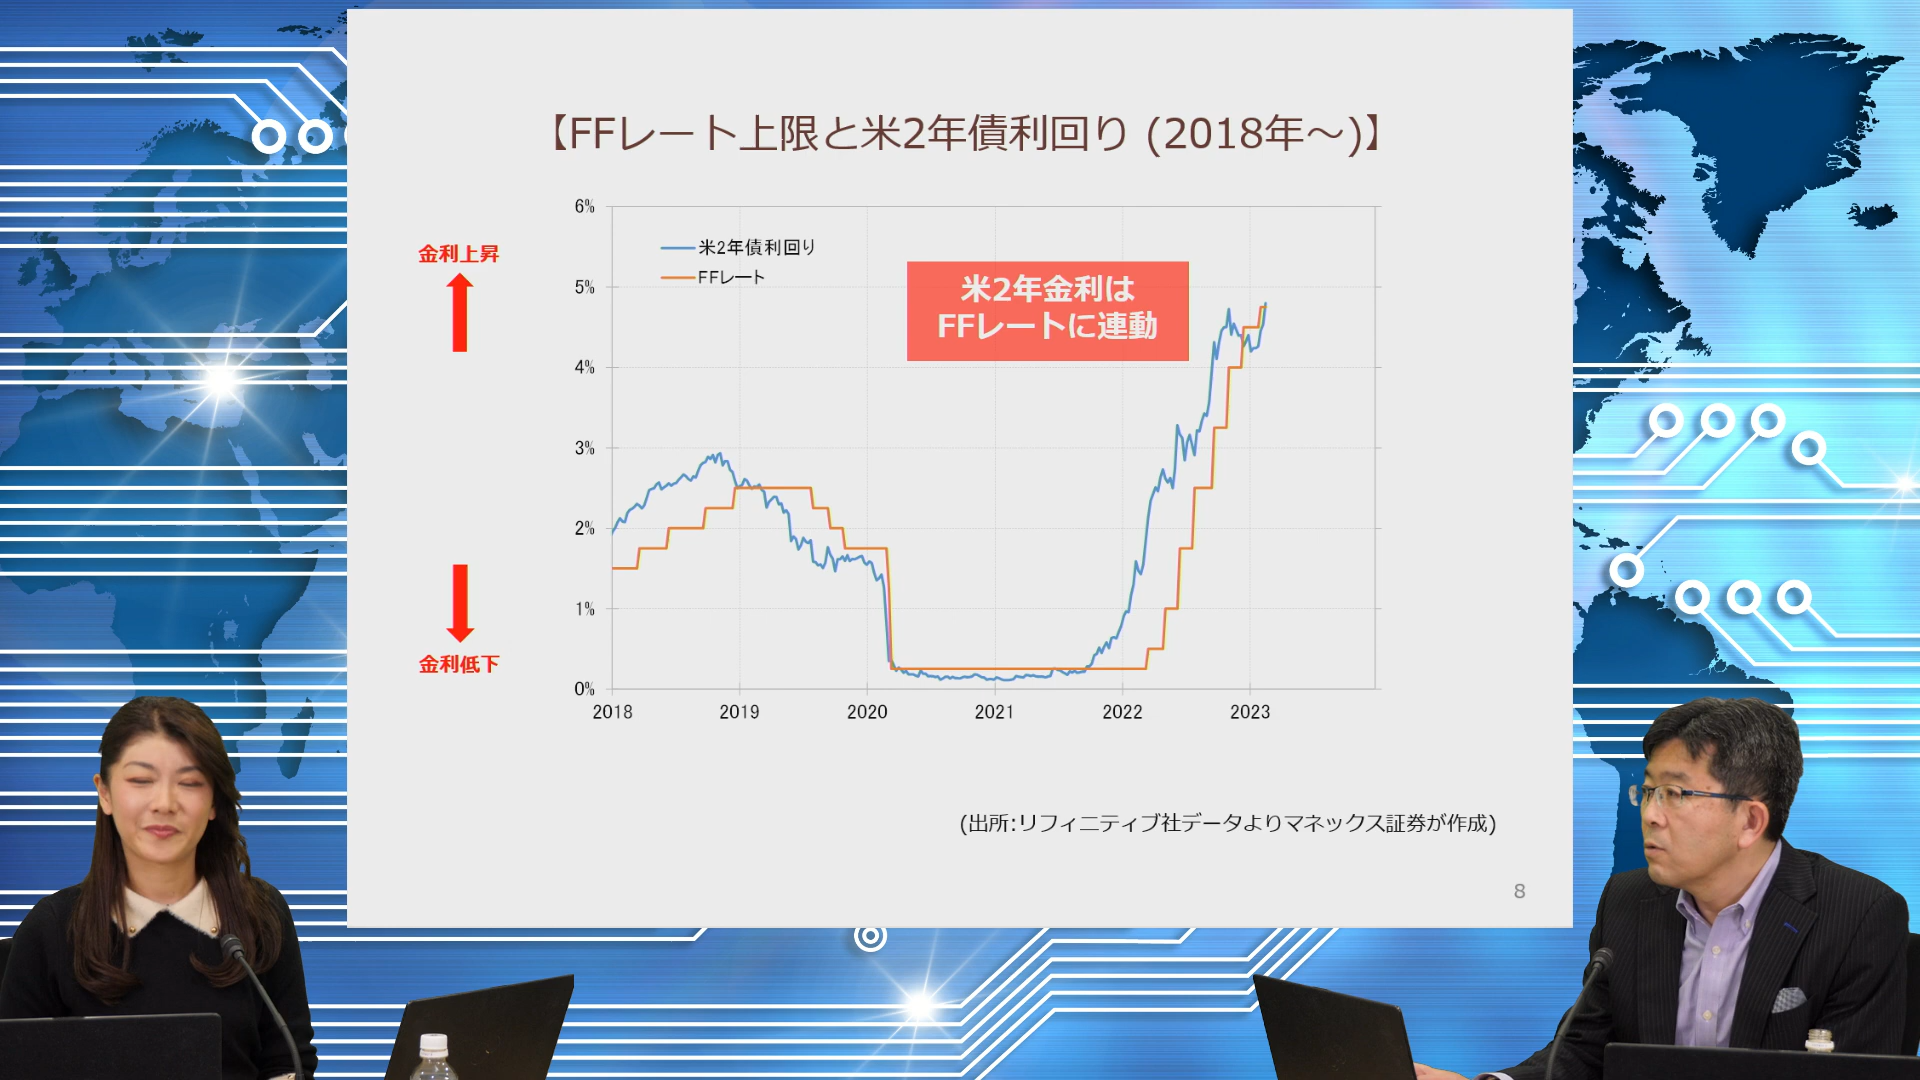 【FFレート上限と米2年債利回り (2018年～)】
金利上昇
金利低下
6%
5%
4%
3%
2%
1%
0%
米2年債利回り
FFレート
米2年金利は
FFレートに連動
2018 2019 2020 2021 2022 2023
(出所:リフィニティブ社データよりマネックス証券が作成)
8